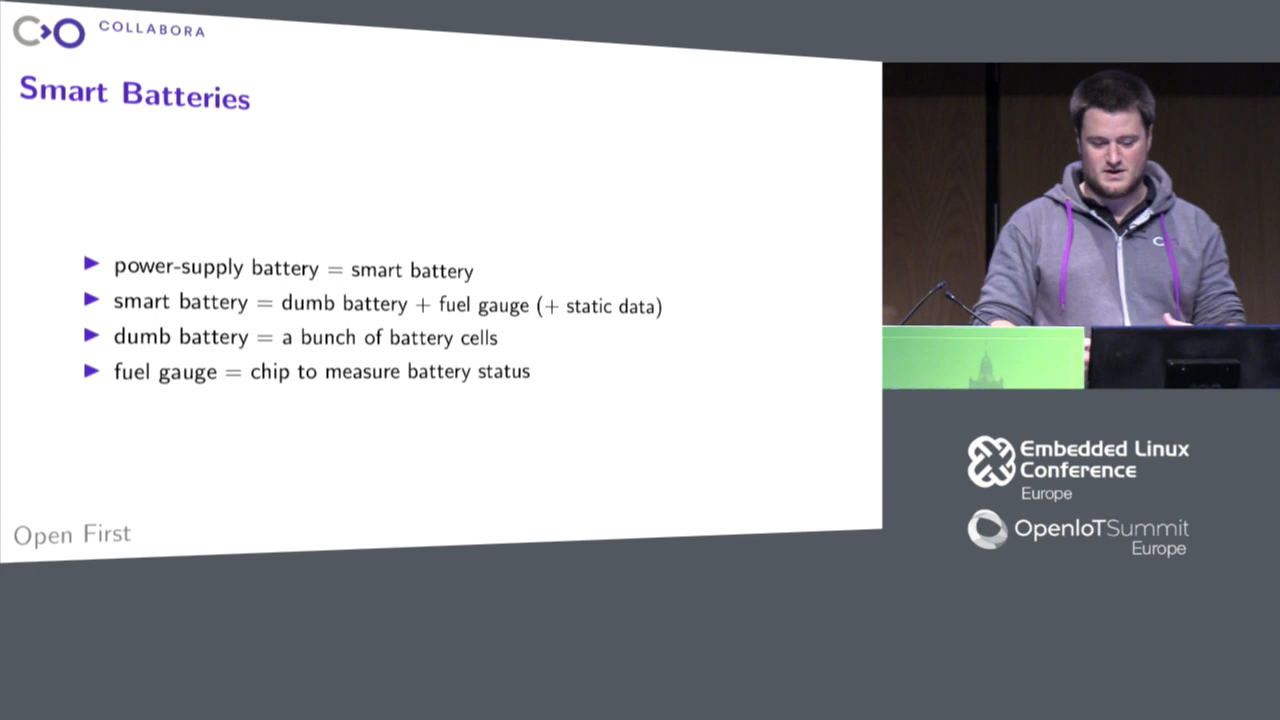 COLLABORA
Smart Batteries
▶ power-supply battery = smart battery
▶ smart battery = dumb battery + fuel gauge (+ static data)
▶ dumb battery = a bunch of battery cells
▶ fuel gauge = chip to measure battery status
Open First
Embedded Linux
Conference
Europe
OpenIoTSummit
Europe